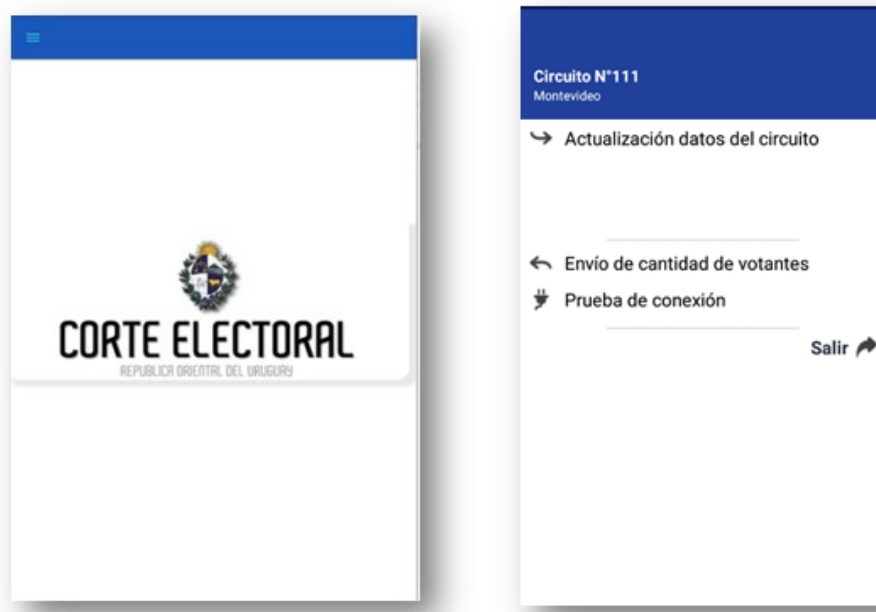 CORTE ELECTORAL
REPUBLICA ORIENTAL DEL URUGUAY
Circuito N°111
Montevideo
Actualización datos del circuito
Envío de cantidad de votantes
Prueba de conexión
Salir